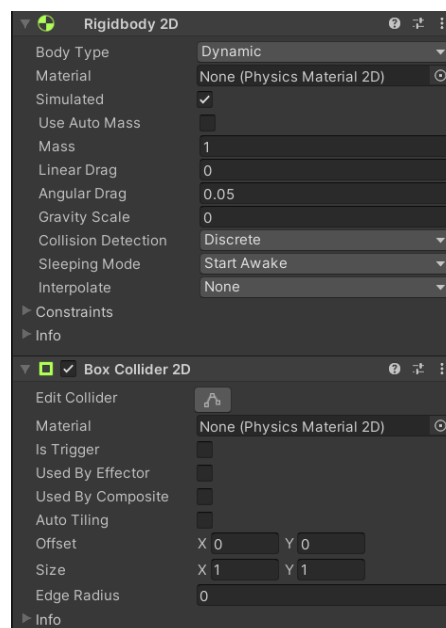 Rigidbody 2D
Body Type Dynamic
Material None (Physics Material 2D)
Simulated
Use Auto Mass
Mass 1
Linear Drag 0
Angular Drag 0.05
Gravity Scale 0
Collision Detection Discrete
Sleeping Mode Start Awake
Interpolate None
Constraints
Info
Box Collider 2D
Edit Collider
Material None (Physics Material 2D)
Is Trigger
Used By Effector
Used By Composite
Auto Tiling
Offset X 0 Y 0
Size X 1 Y 1
Edge Radius 0
Info